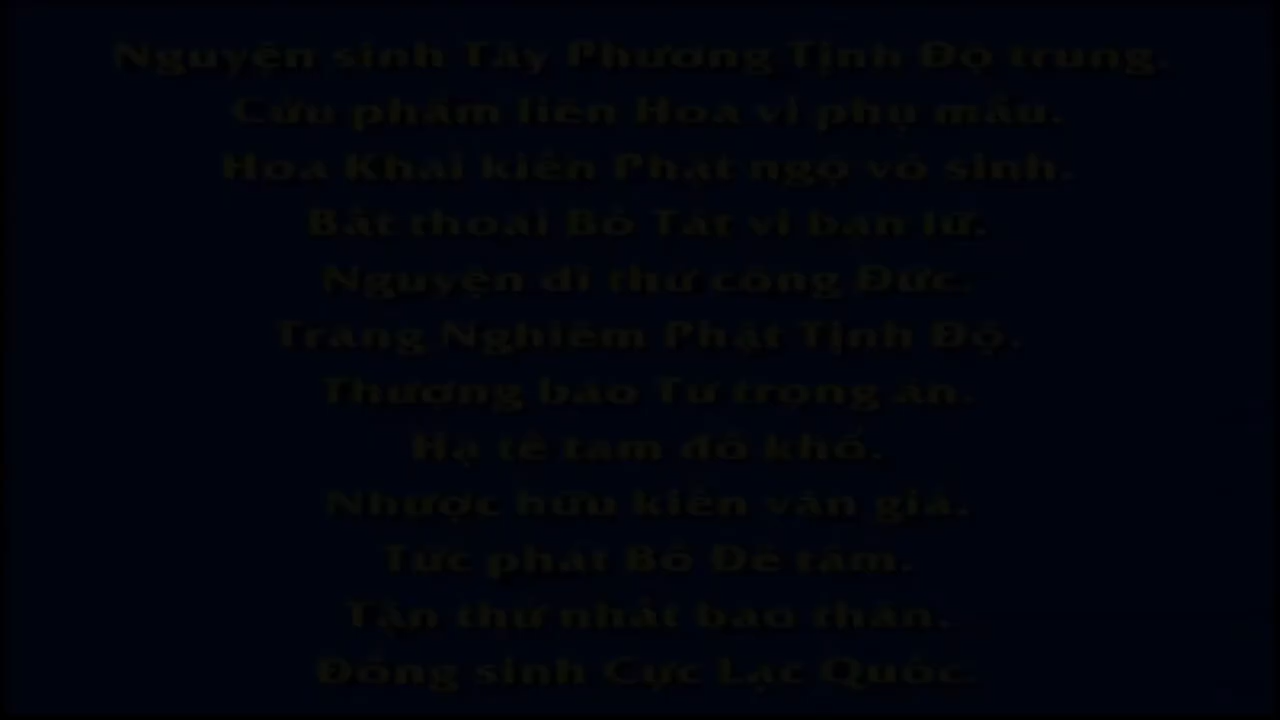 Nguyện sinh Tây Phương Tịnh Độ trung.
Cửu phẩm liên Hoa vi phụ mẫu.
Hoa Khai kiến Phật ngộ vô sinh.
Bất thoái Bồ Tát vi bạn lữ.
Nguyện dĩ thử công Đức.
Trang Nghiêm Phật Tịnh Độ.
Thượng báo Tứ trọng ân.
Hạ tế tam đồ khổ.
Nhược hữu kiến văn giả.
Tức phát Bồ Đề tâm.
Tận thử nhất báo thân.
Đồng sinh Cực Lạc Quốc.